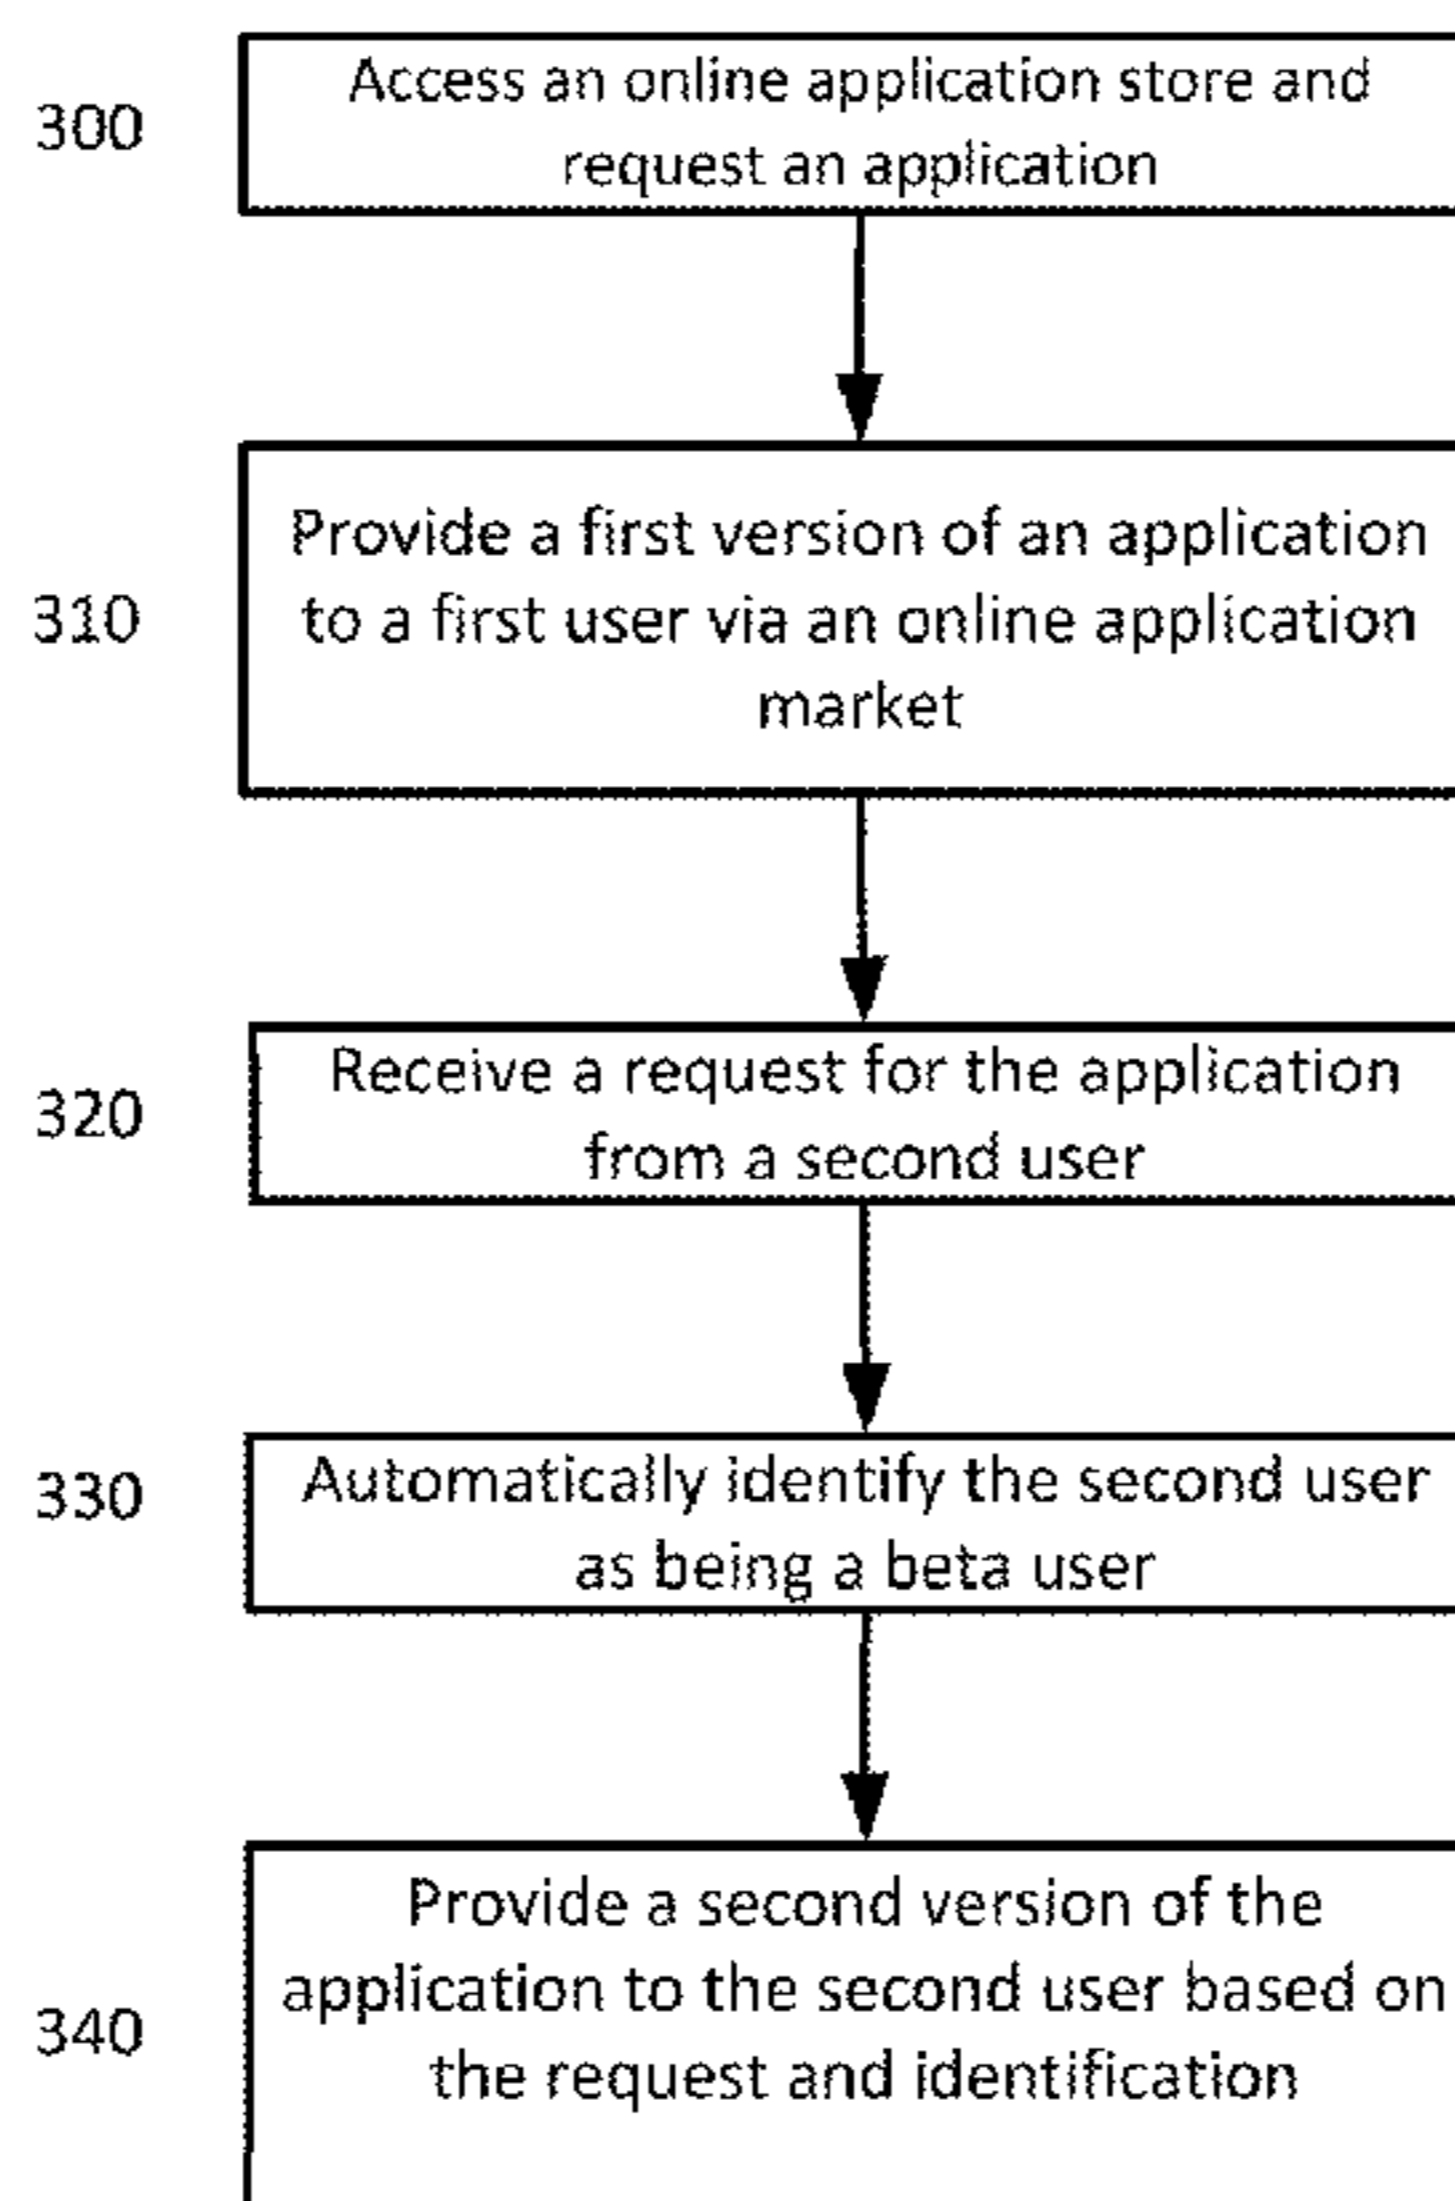 300
Access an online application store and
request an application
310
Provide a first version of an application
to a first user via an online application
market
320
Receive a request for the application
from a second user
330
Automatically identify the second user
as being a beta user
340
Provide a second version of the
application to the second user based on
the request and identification